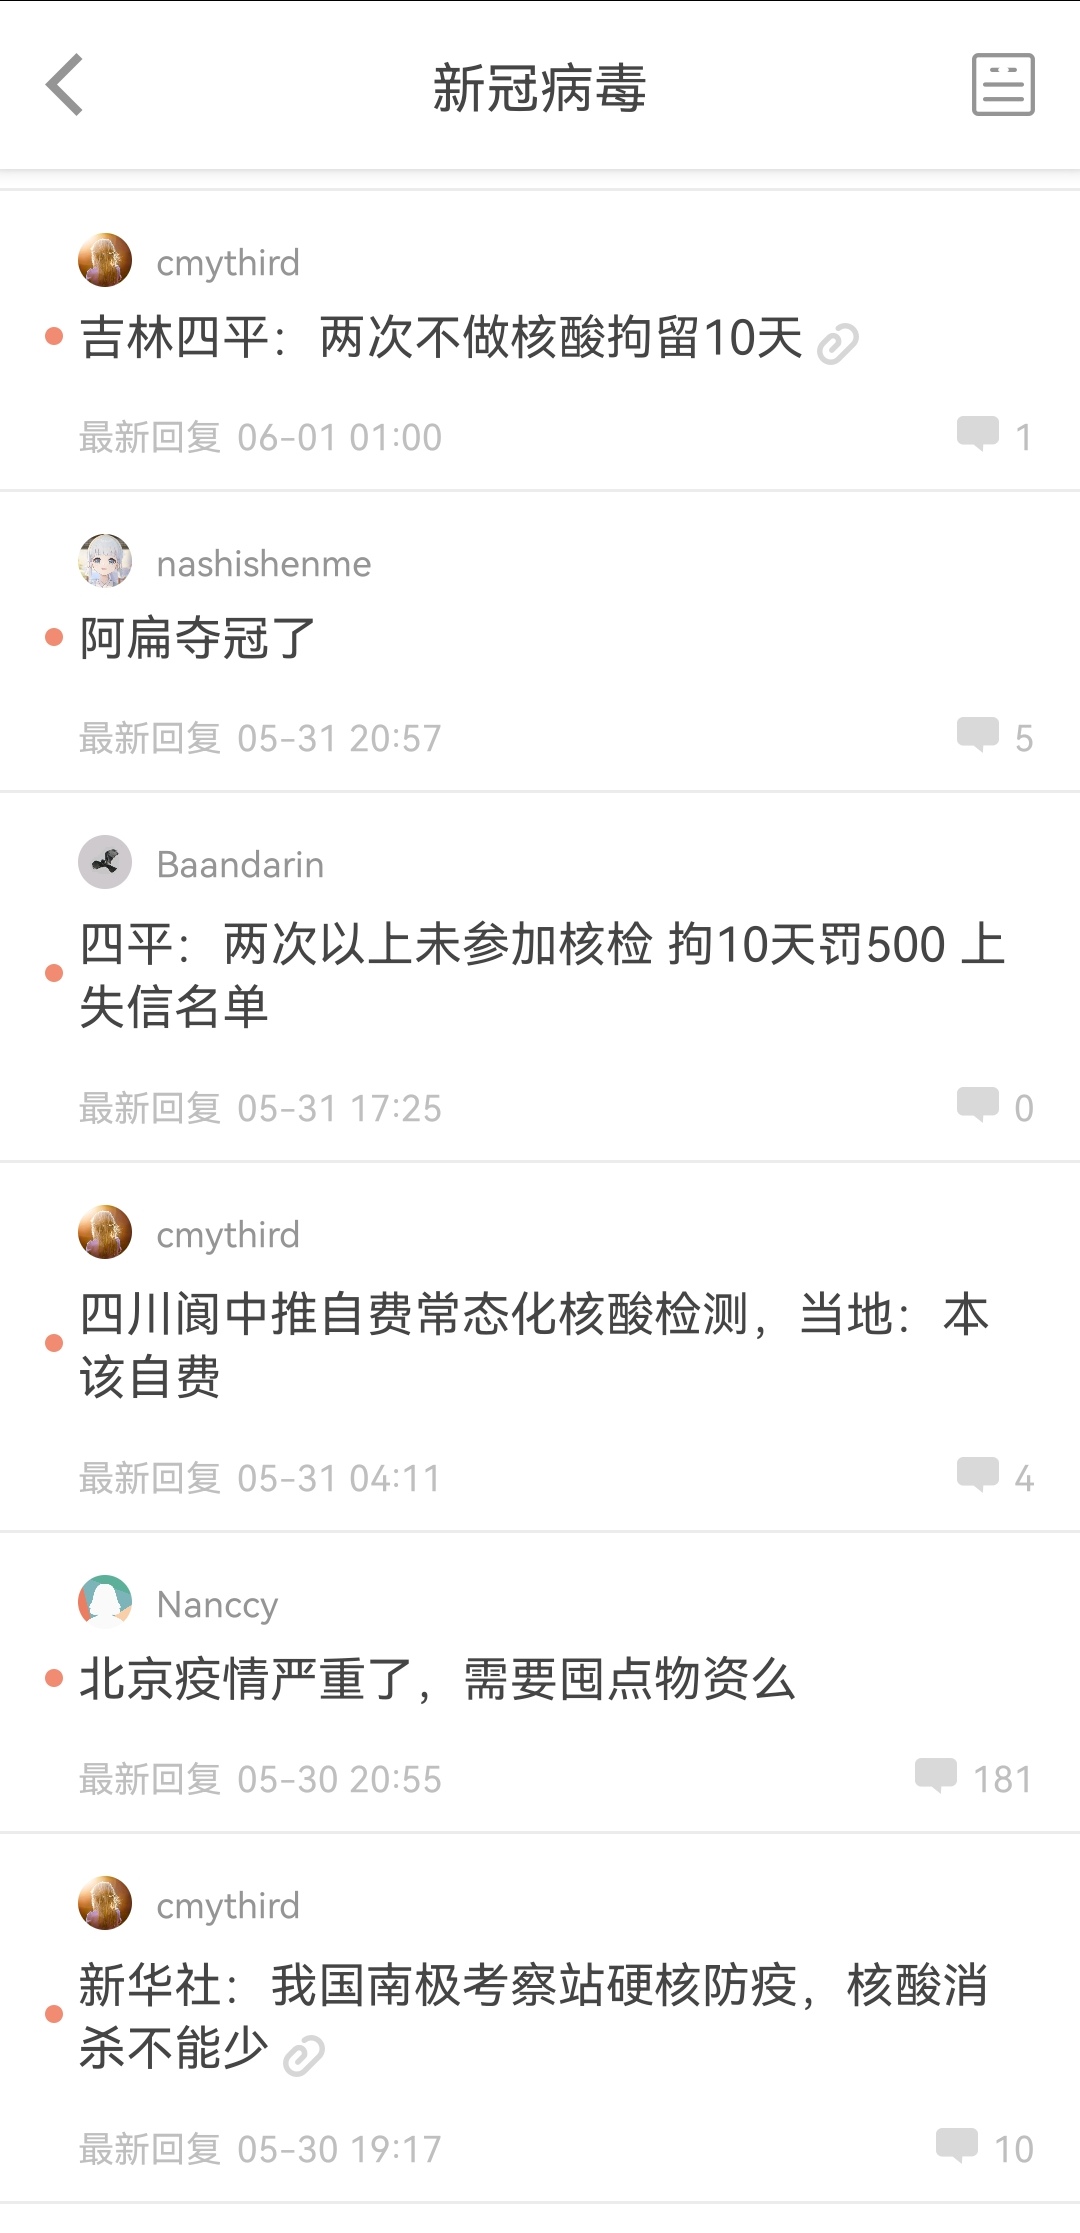 新冠病毒
cmythird
吉林四平：两次不做核酸拘留10天
最新回复 06-01 01:00
1
nashishenme
阿扁夺冠了
最新回复 05-31 20:57
5
Baandarin
四平：两次以上未参加核检 拘10天罚500 上
失信名单
最新回复 05-31 17:25
0
cmythird
四川阆中推自费常态化核酸检测，当地：本
该自费
最新回复 05-31 04:11
4
Nanccy
北京疫情严重了，需要囤点物资么
最新回复 05-30 20:55
181
cmythird
新华社：我国南极考察站硬核防疫，核酸消
杀不能少
最新回复 05-30 19:17
10